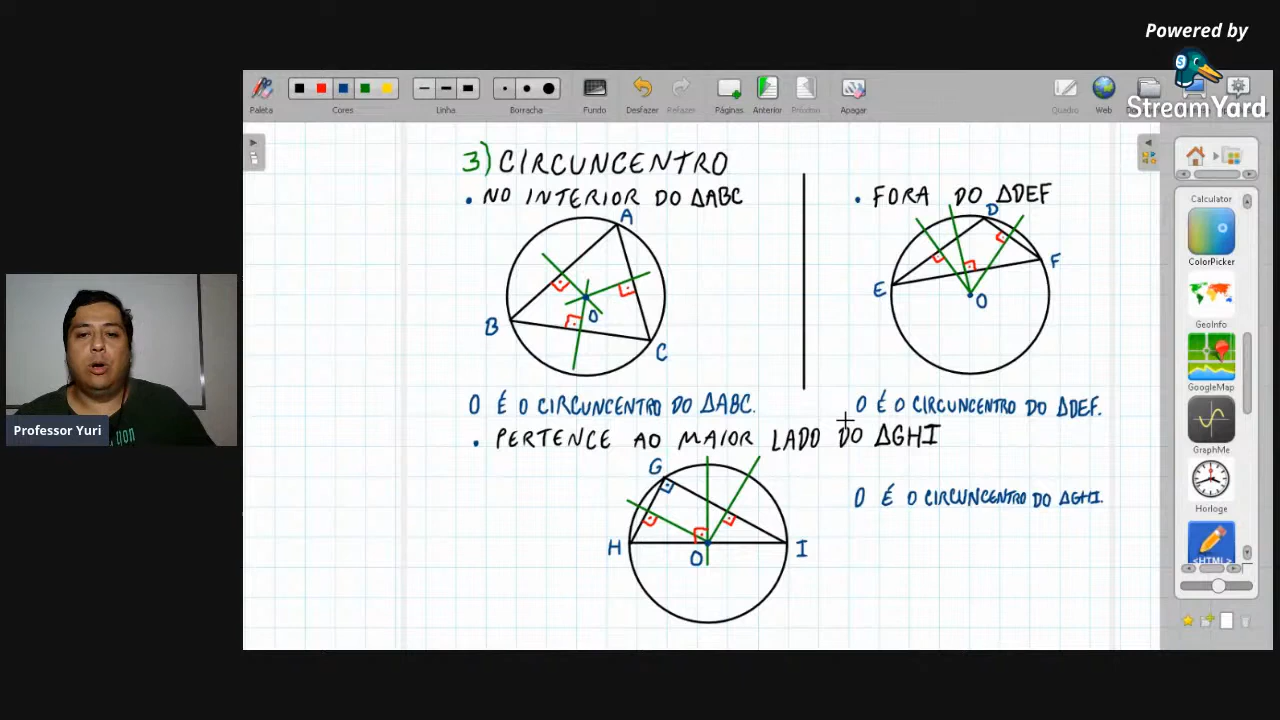 Powered by
StreamYard
Paleta
Cores
Linha
Borracha
Fundo
Desfazer
Refazer
Páginas
Anterior
Próximo
Apagar
Quadro
Web
3) CIRCUNCENTRO
• NO INTERIOR DO ΔABC
• FORA DO ΔDEF
A
B
C
O
D
E
F
O
O É O CIRCUNCENTRO DO ΔABC.
O É O CIRCUNCENTRO DO ΔDEF.
• PERTENCE AO MAIOR LADO DO ΔGHI
G
H
I
O
O É O CIRCUNCENTRO DO ΔGHI.
Calculator
ColorPicker
GeoInfo
GoogleMap
GraphMe
Horloge
<HTML>
Professor Yuri